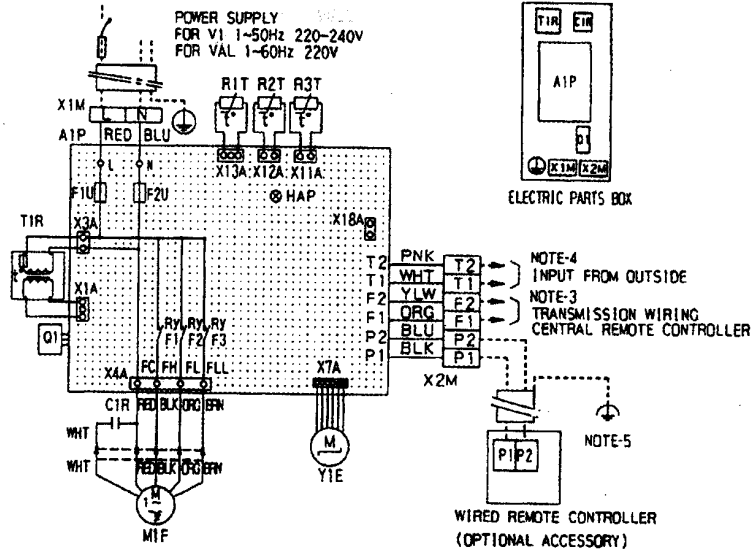 POWER SUPPLY
FOR V1 1~50Hz 220-240V
FOR VAL 1~60Hz 220V
X1M
L N
A1P RED BLU
R1T R2T R3T
t° t° t°
X13A X12A X11A
L N
F1U F2U
HAP
X18A
T1R
X3A
t°
X1A
Q1
Ry F1
Ry F2
Ry F3
X4A
FC FH FL FLL
X7A
C1R RED BLK ORG BRN
WHT
WHT RED BLK ORG BRN
M
1~
M1F
M
Y1E
T2 PNK T2
T1 WHT T1
F2 YLW F2
F1 ORG F1
P2 BLU P2
P1 BLK P1
X2M
NOTE-4
INPUT FROM OUTSIDE
NOTE-3
TRANSMISSION WIRING
CENTRAL REMOTE CONTROLLER
NOTE-5
P1 P2
WIRED REMOTE CONTROLLER
(OPTIONAL ACCESSORY)
T1R
A1P
X1M X2M
ELECTRIC PARTS BOX